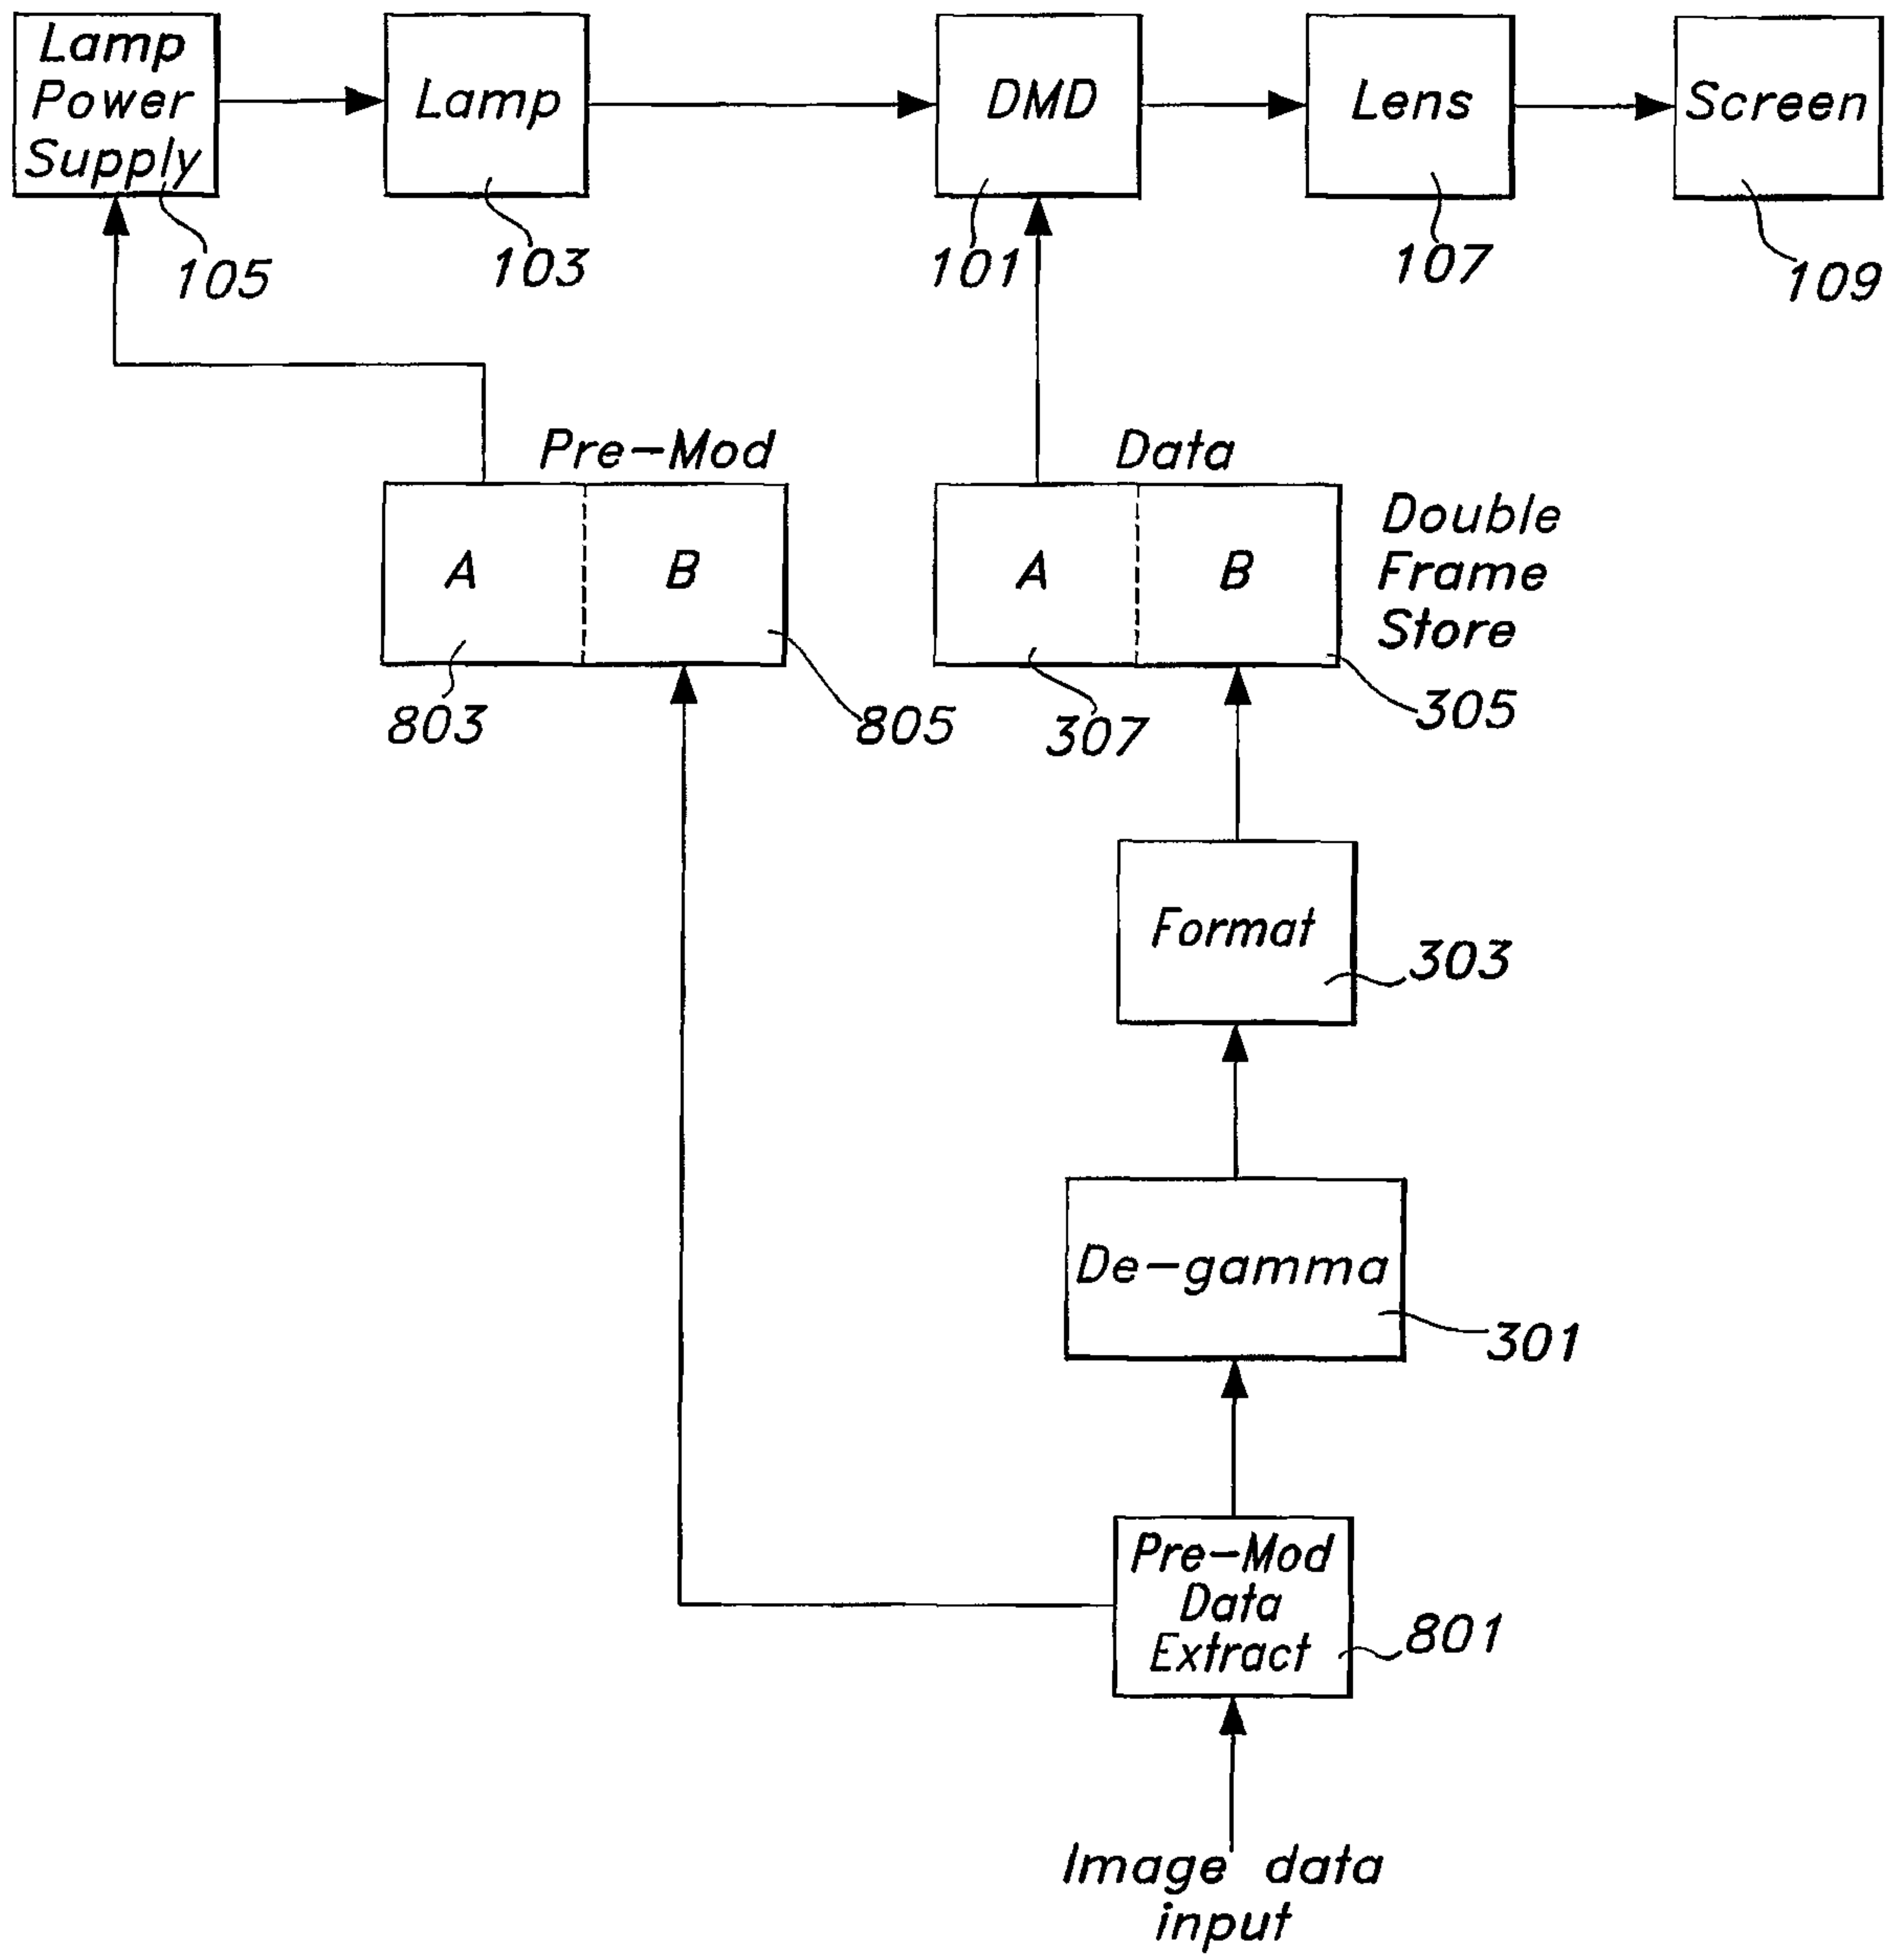 Lamp
Power
Supply
Lamp
DMD
Lens
Screen
105
103
101
107
109
Pre-Mod
Data
A
B
A
B
Double
Frame
Store
803
805
307
305
Format
303
De-gamma
301
Pre-Mod
Data
Extract
801
Image data
input